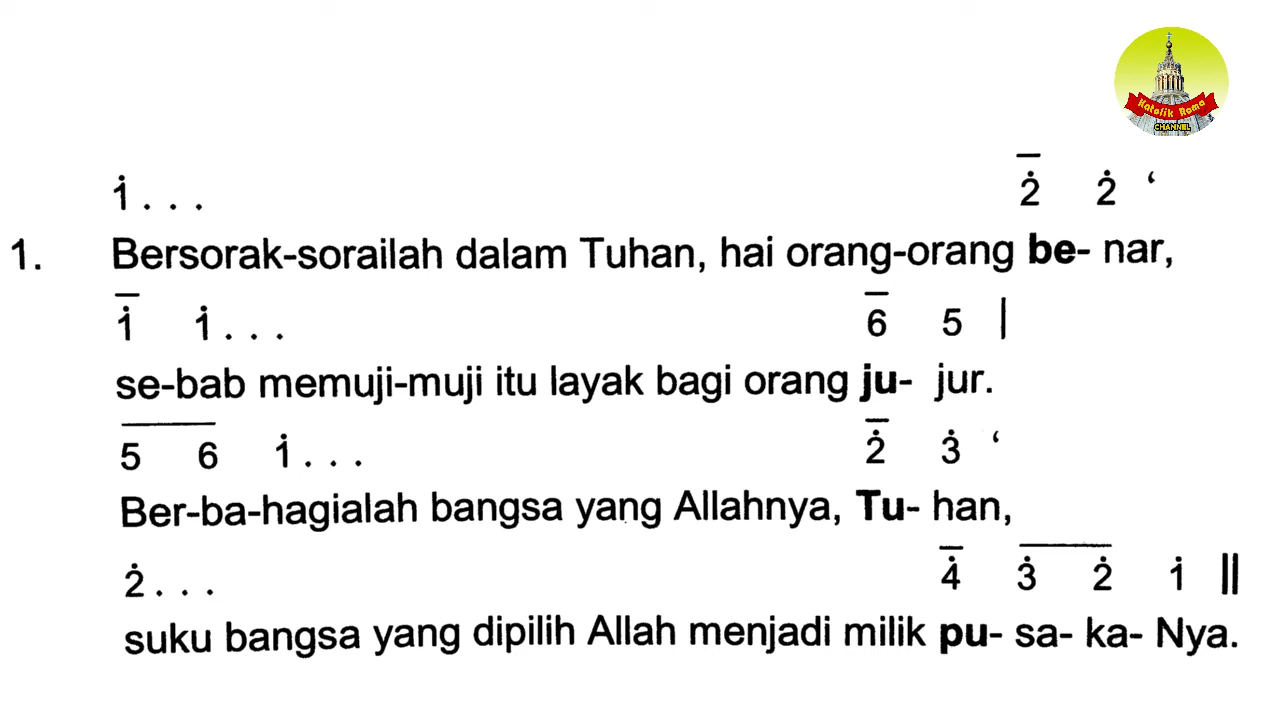 Katolik Roma
CHANNEL
1̇ . . . 2̇ 2̇ ‘
1. Bersorak-sorailah dalam Tuhan, hai orang-orang be- nar,
1̇ 1̇ . . . 6 5 |
se-bab memuji-muji itu layak bagi orang ju- jur.
5 6 1̇ . . . 2̇ 3̇ ‘
Ber-ba-hagialah bangsa yang Allahnya, Tu- han,
2̇ . . . 4̇ 3̇ 2̇ 1̇ ||
suku bangsa yang dipilih Allah menjadi milik pu- sa- ka- Nya.